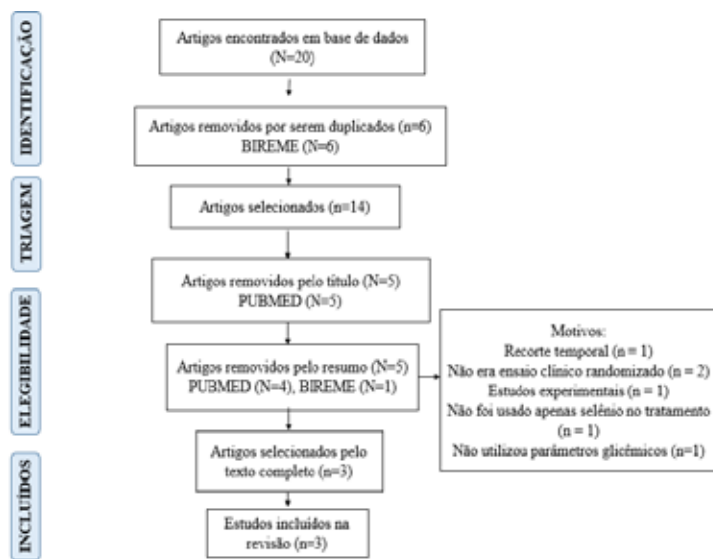 IDENTIFICAÇÃO
Artigos encontrados em base de dados
(N=20)
Artigos removidos por serem duplicados (n=6)
BIREME (N=6)
TRIAGEM
Artigos selecionados (n=14)
Artigos removidos pelo título (N=5)
PUBMED (N=5)
ELEGIBILIDADE
Artigos removidos pelo resumo (N=5)
PUBMED (N=4), BIREME (N=1)
Motivos:
Recorte temporal (n = 1)
Não era ensaio clínico randomizado (n = 2)
Estudos experimentais (n = 1)
Não foi usado apenas selênio no tratamento
(n = 1)
Não utilizou parâmetros glicêmicos (n=1)
Artigos selecionados pelo
texto completo (n=3)
INCLUÍDOS
Estudos incluídos na
revisão (n=3)